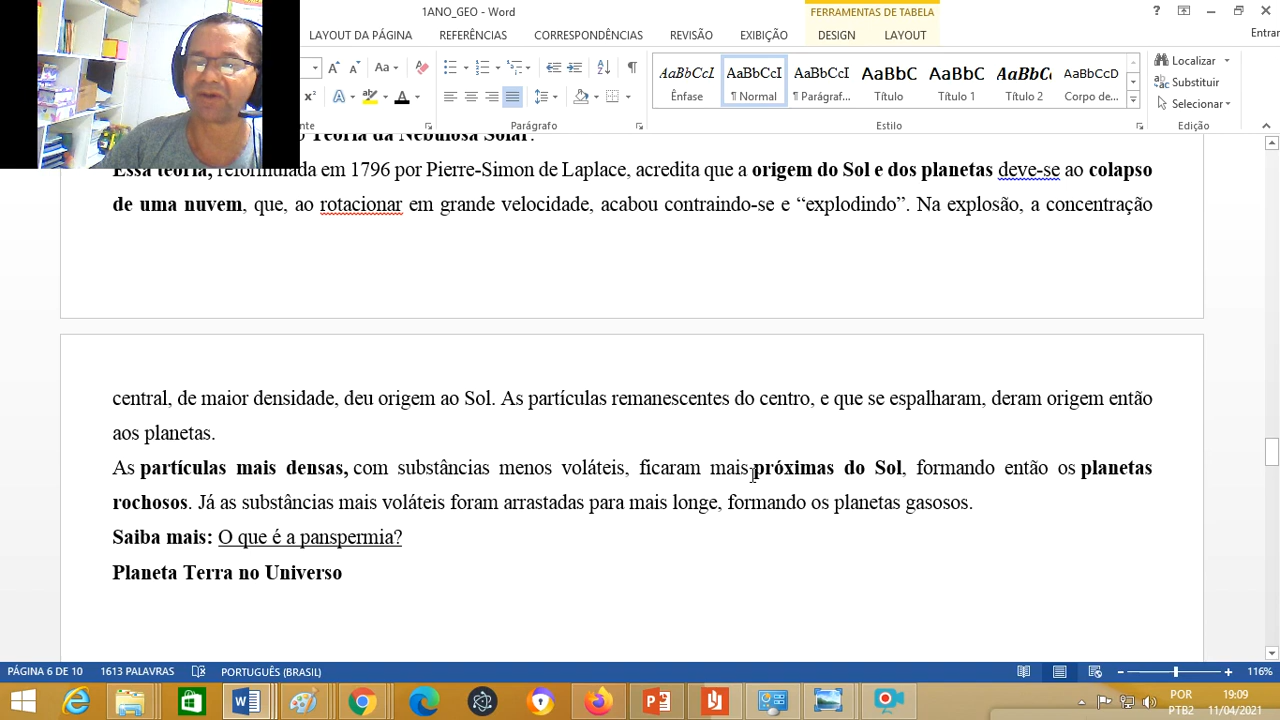 1ANO_GEO - Word
FERRAMENTAS DE TABELA
?
LAYOUT DA PÁGINA
REFERÊNCIAS
CORRESPONDÊNCIAS
REVISÃO
EXIBIÇÃO
DESIGN
LAYOUT
Entrar
Aa
AaBbCcI
AaBbCcI
AaBbCcI
AaBbC
AaBbC
AaBbCc
AaBbCcD
Ênfase
¶ Normal
¶ Parágraf...
Título
Título 1
Título 2
Corpo de...
Localizar
Substituir
Selecionar
Parágrafo
Estilo
Edição
Teoria da Nebulosa Solar.
Essa teoria, reformulada em 1796 por Pierre-Simon de Laplace, acredita que a origem do Sol e dos planetas deve-se ao colapso
de uma nuvem, que, ao rotacionar em grande velocidade, acabou contraindo-se e “explodindo”. Na explosão, a concentração
central, de maior densidade, deu origem ao Sol. As partículas remanescentes do centro, e que se espalharam, deram origem então
aos planetas.
As partículas mais densas, com substâncias menos voláteis, ficaram mais próximas do Sol, formando então os planetas
rochosos. Já as substâncias mais voláteis foram arrastadas para mais longe, formando os planetas gasosos.
Saiba mais: O que é a panspermia?
Planeta Terra no Universo
PÁGINA 6 DE 10
1613 PALAVRAS
PORTUGUÊS (BRASIL)
116%
POR
PTB2
19:09
11/04/2021